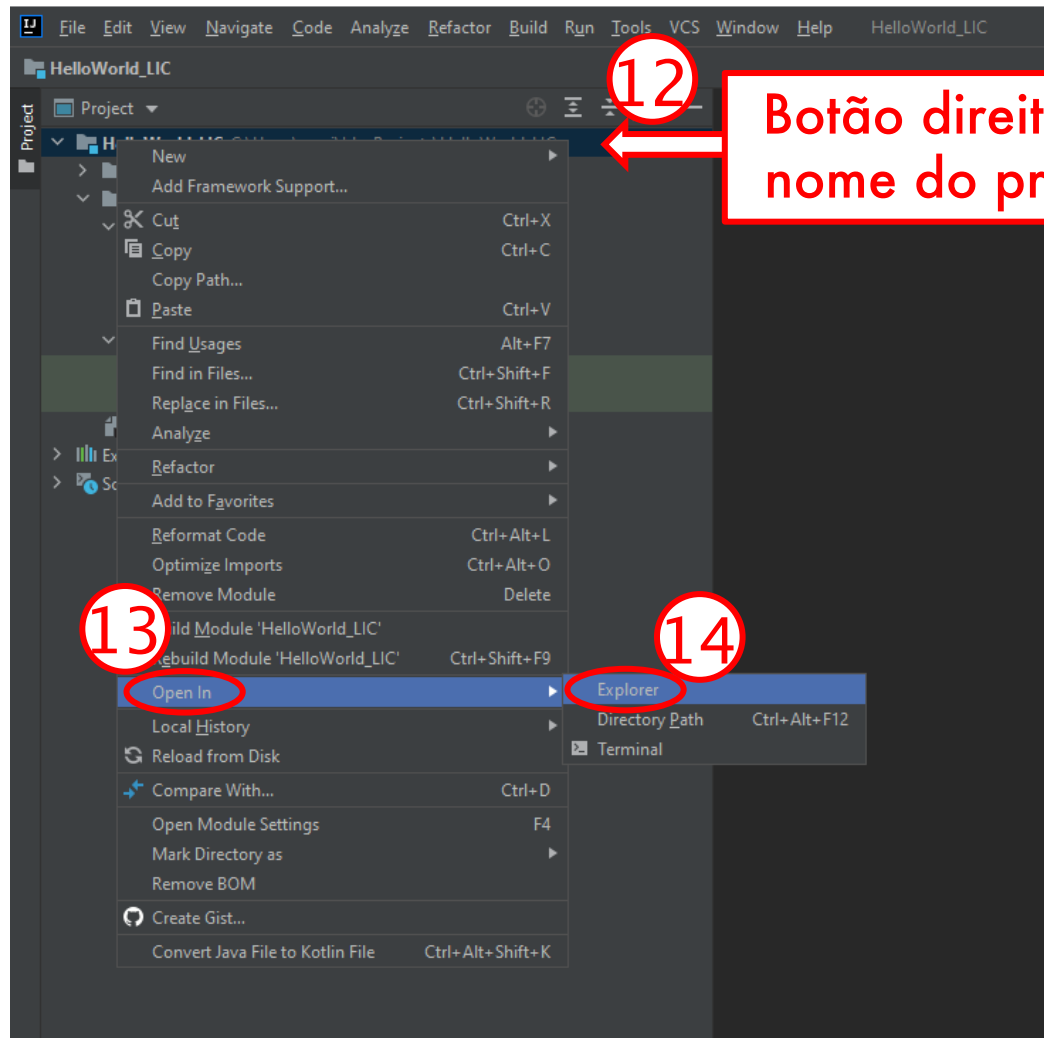 IJ File Edit View Navigate Code Analyze Refactor Build Run Tools VCS Window Help HelloWorld_LIC
HelloWorld_LIC
Project
Project
12
Botão direit
nome do pr
New
Add Framework Support...
Cut Ctrl+X
Copy Ctrl+C
Copy Path...
Paste Ctrl+V
Find Usages Alt+F7
Find in Files... Ctrl+Shift+F
Replace in Files... Ctrl+Shift+R
Analyze
Ex
Refactor
Sc
Add to Favorites
Reformat Code Ctrl+Alt+L
Optimize Imports Ctrl+Alt+O
Remove Module Delete
13
ild Module 'HelloWorld_LIC'
14
Rebuild Module 'HelloWorld_LIC' Ctrl+Shift+F9
Open In
Explorer
Directory Path Ctrl+Alt+F12
Terminal
Local History
Reload from Disk
Compare With... Ctrl+D
Open Module Settings F4
Mark Directory as
Remove BOM
Create Gist...
Convert Java File to Kotlin File Ctrl+Alt+Shift+K